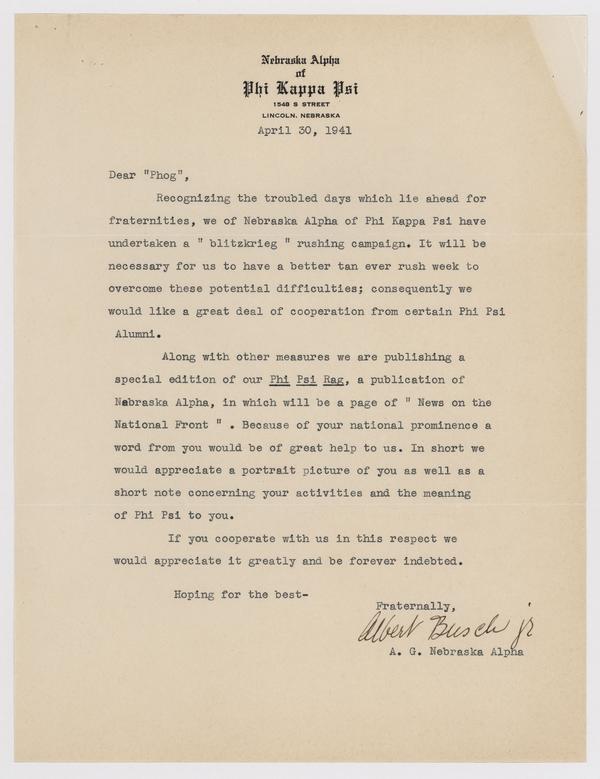 Nebraska Alpha
of
Phi Kappa Psi
1548 S STREET
LINCOLN, NEBRASKA
April 30, 1941
Dear "Phog",
Recognizing the troubled days which lie ahead for
fraternities, we of Nebraska Alpha of Phi Kappa Psi have
undertaken a " blitzkrieg " rushing campaign. It will be
necessary for us to have a better tan ever rush week to
overcome these potential difficulties; consequently we
would like a great deal of cooperation from certain Phi Psi
Alumni.
Along with other measures we are publishing a
special edition of our Phi Psi Rag, a publication of
Nebraska Alpha, in which will be a page of " News on the
National Front " . Because of your national prominence a
word from you would be of great help to us. In short we
would appreciate a portrait picture of you as well as a
short note concerning your activities and the meaning
of Phi Psi to you.
If you cooperate with us in this respect we
would appreciate it greatly and be forever indebted.
Hoping for the best-
Fraternally,
Albert Busch jr
A. G. Nebraska Alpha